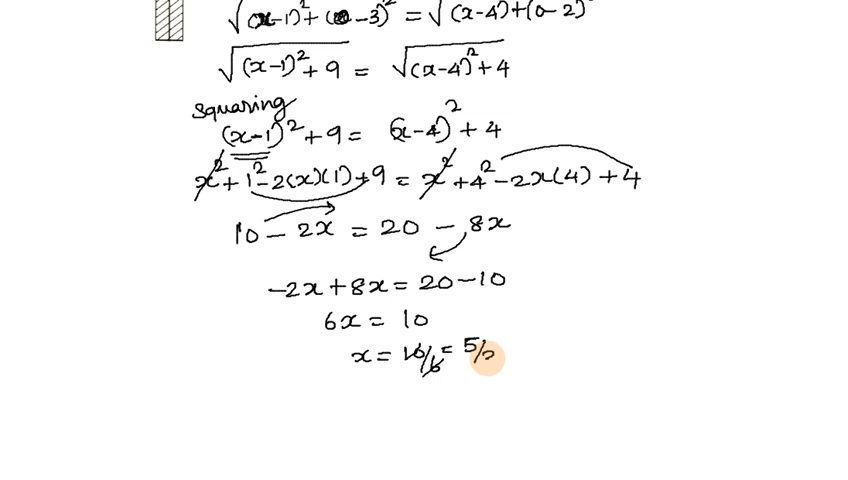 √(x-1)²+(0-3)² = √(x-4)+(0-2)²
√(x-1)²+9 = √(x-4)²+4
squaring
(x-1)²+9 = (x-4)²+4
x²+1²-2(x)(1)+9 = x²+4²-2x(4)+4
10-2x = 20-8x
-2x+8x = 20-10
6x = 10
x = 10/6 = 5/